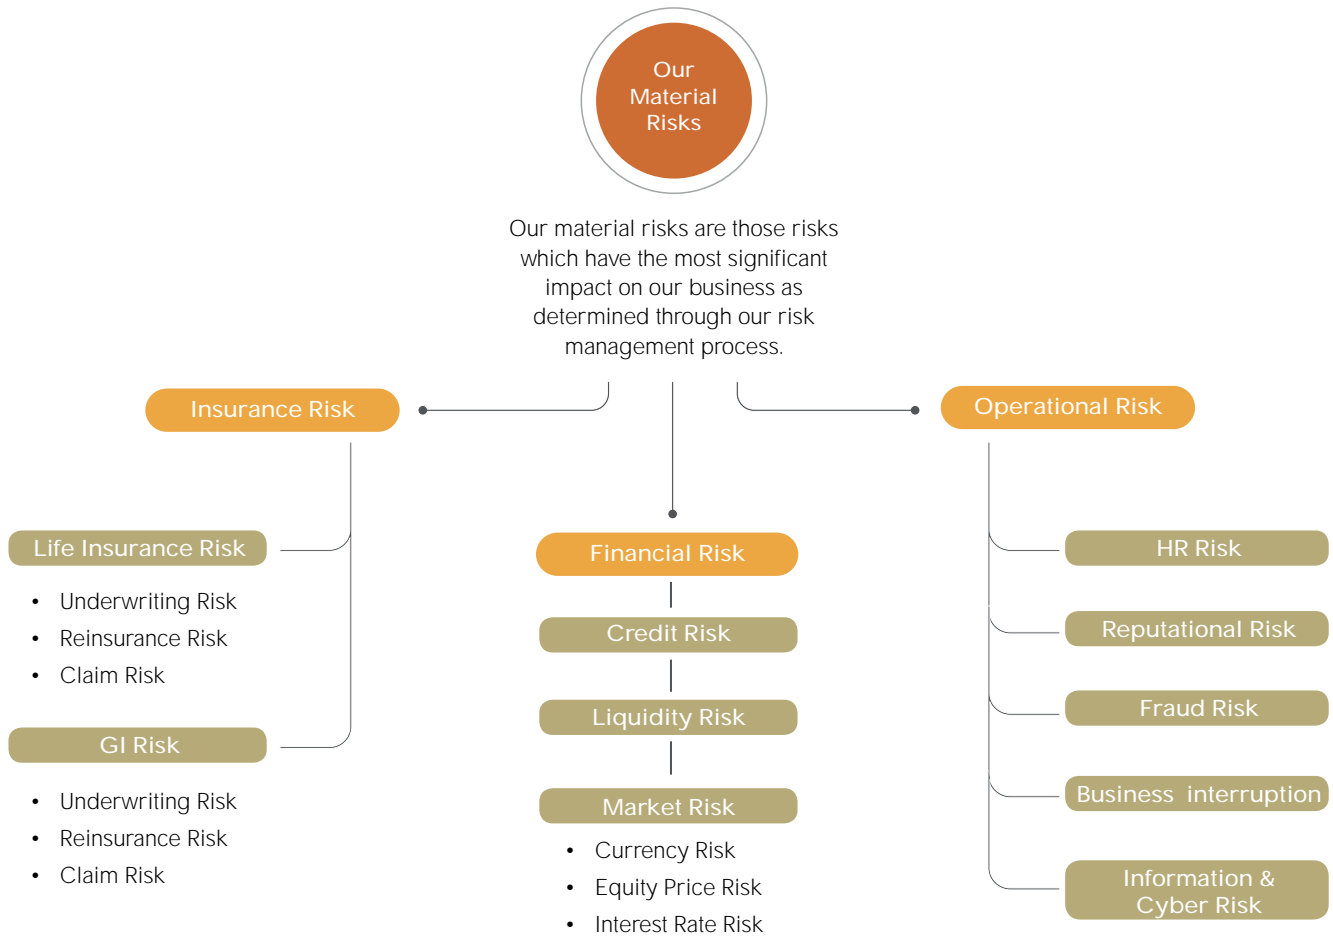 Our
Material
Risks
Our material risks are those risks
which have the most significant
impact on our business as
determined through our risk
management process.
Insurance Risk
Life Insurance Risk
• Underwriting Risk
• Reinsurance Risk
• Claim Risk
GI Risk
• Underwriting Risk
• Reinsurance Risk
• Claim Risk
Financial Risk
Credit Risk
Liquidity Risk
Market Risk
• Currency Risk
• Equity Price Risk
• Interest Rate Risk
Operational Risk
HR Risk
Reputational Risk
Fraud Risk
Business interruption
Information &
Cyber Risk